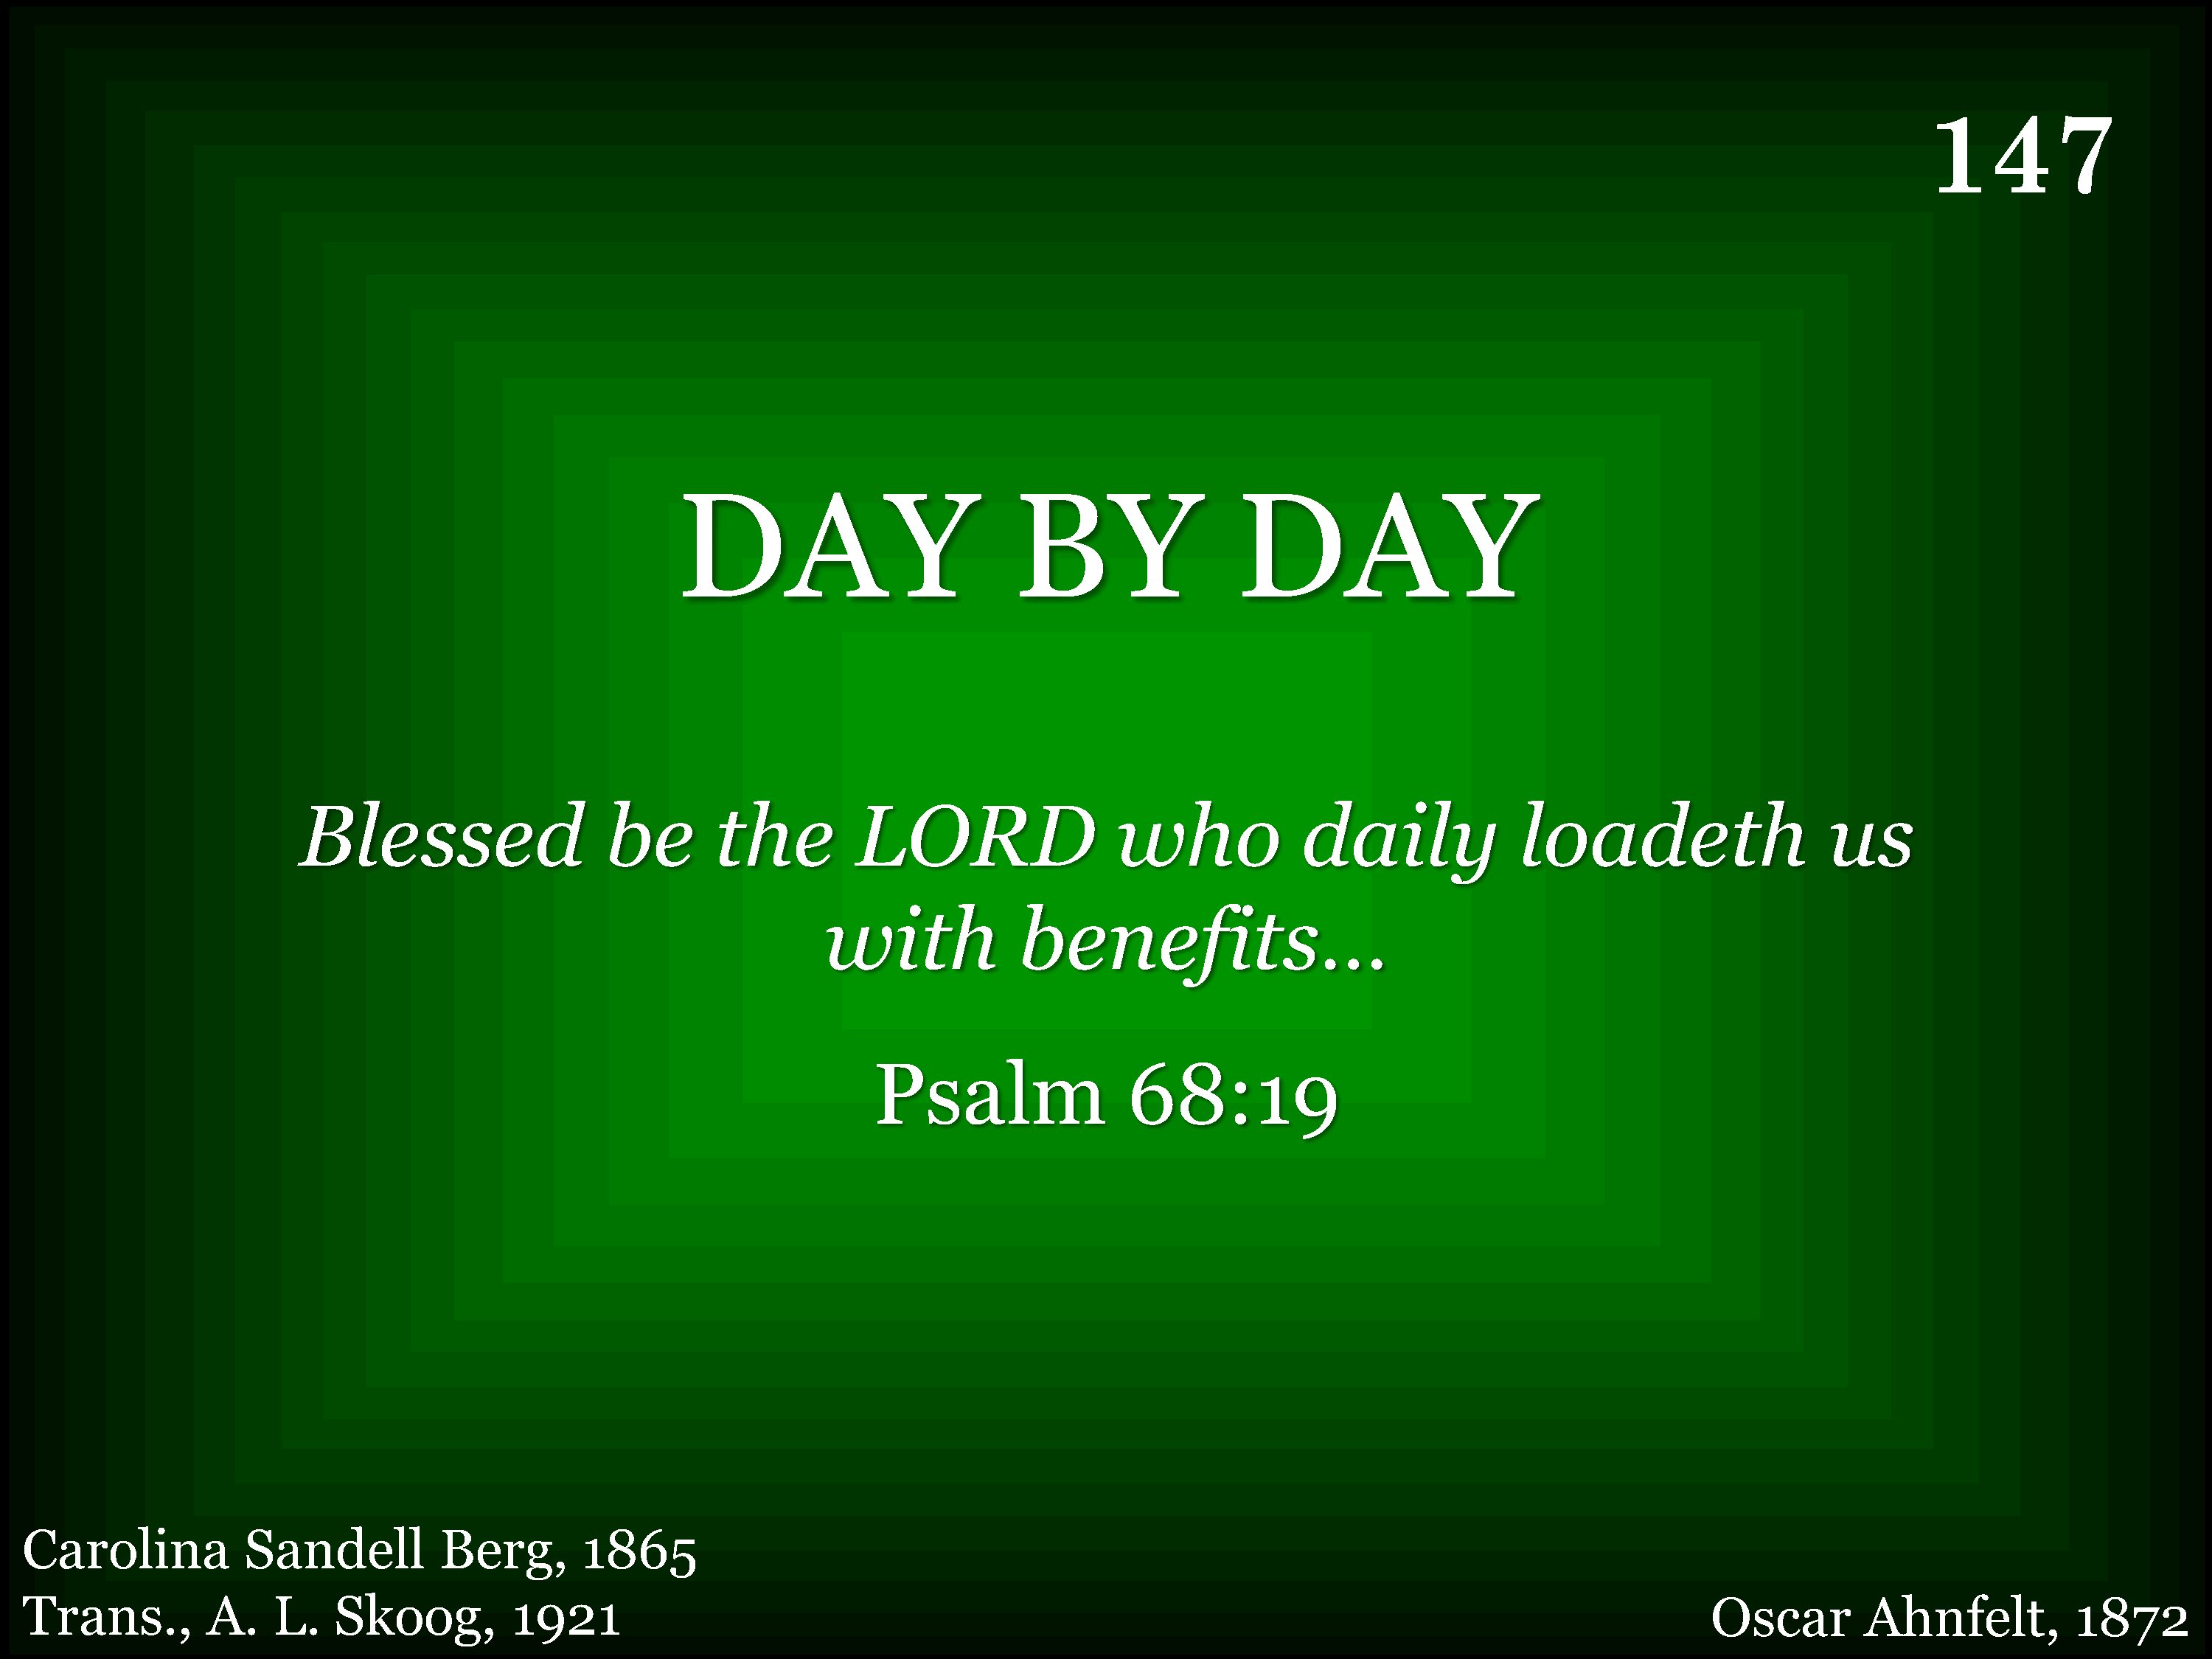 147
DAY BY DAY
Blessed be the LORD who daily loadeth us
with benefits...
Psalm 68:19
Carolina Sandell Berg, 1865
Trans., A. L. Skoog, 1921
Oscar Ahnfelt, 1872